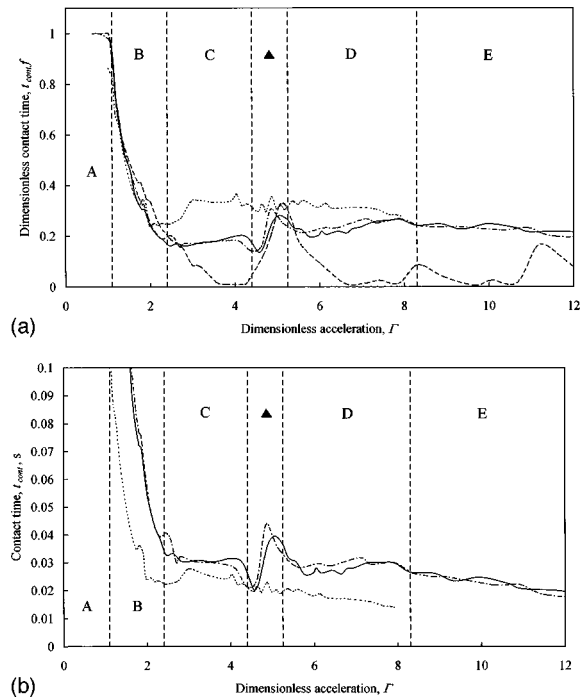 1
0.8
0.6
0.4
0.2
0
Dimensionless contact time, t_cont.f
A
B
C
▲
D
E
0 2 4 6 8 10 12
Dimensionless acceleration, Γ
(a)
0.1
0.09
0.08
0.07
0.06
0.05
0.04
0.03
0.02
0.01
0
Contact time, t_cont, s
A
B
C
▲
D
E
0 2 4 6 8 10 12
Dimensionless acceleration, Γ
(b)